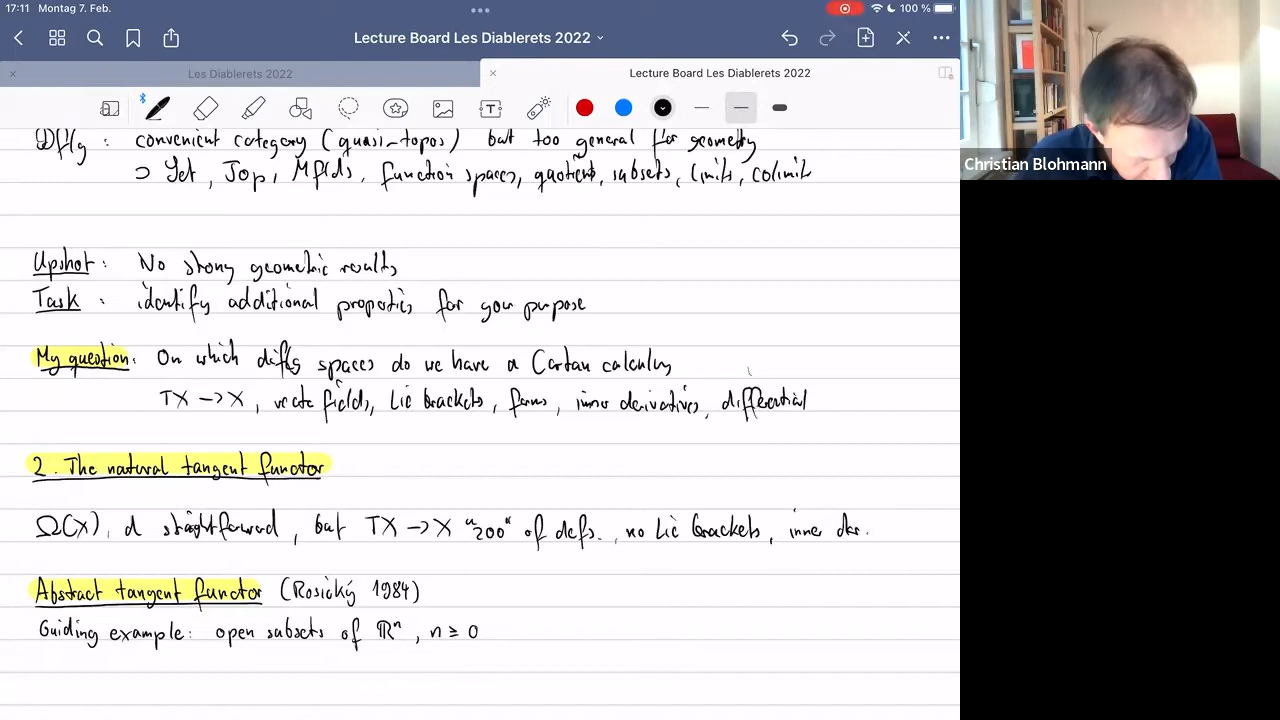 17:11 Montag 7. Feb. 100 %
Lecture Board Les Diablerets 2022
Les Diablerets 2022
Lecture Board Les Diablerets 2022
Dflg : convenient category (quasi-topos) but too general for geometry
⊃ Set, Top, Mflds, function spaces, quotients, subsets, limits, colimits
Upshot: No strong geometric results
Task : identify additional properties for your purpose
My question: On which diffg spaces do we have a Cartan calculus
TX → X, vector fields, Lie brackets, forms, inner derivatives, differential
2. The natural tangent functor
Ω(X), d straightforward, but TX → X "zoo" of defs., no Lie brackets, inner der.
Abstract tangent functor (Rosický 1984)
Guiding example: open subsets of ℝⁿ, n ≥ 0
Christian Blohmann